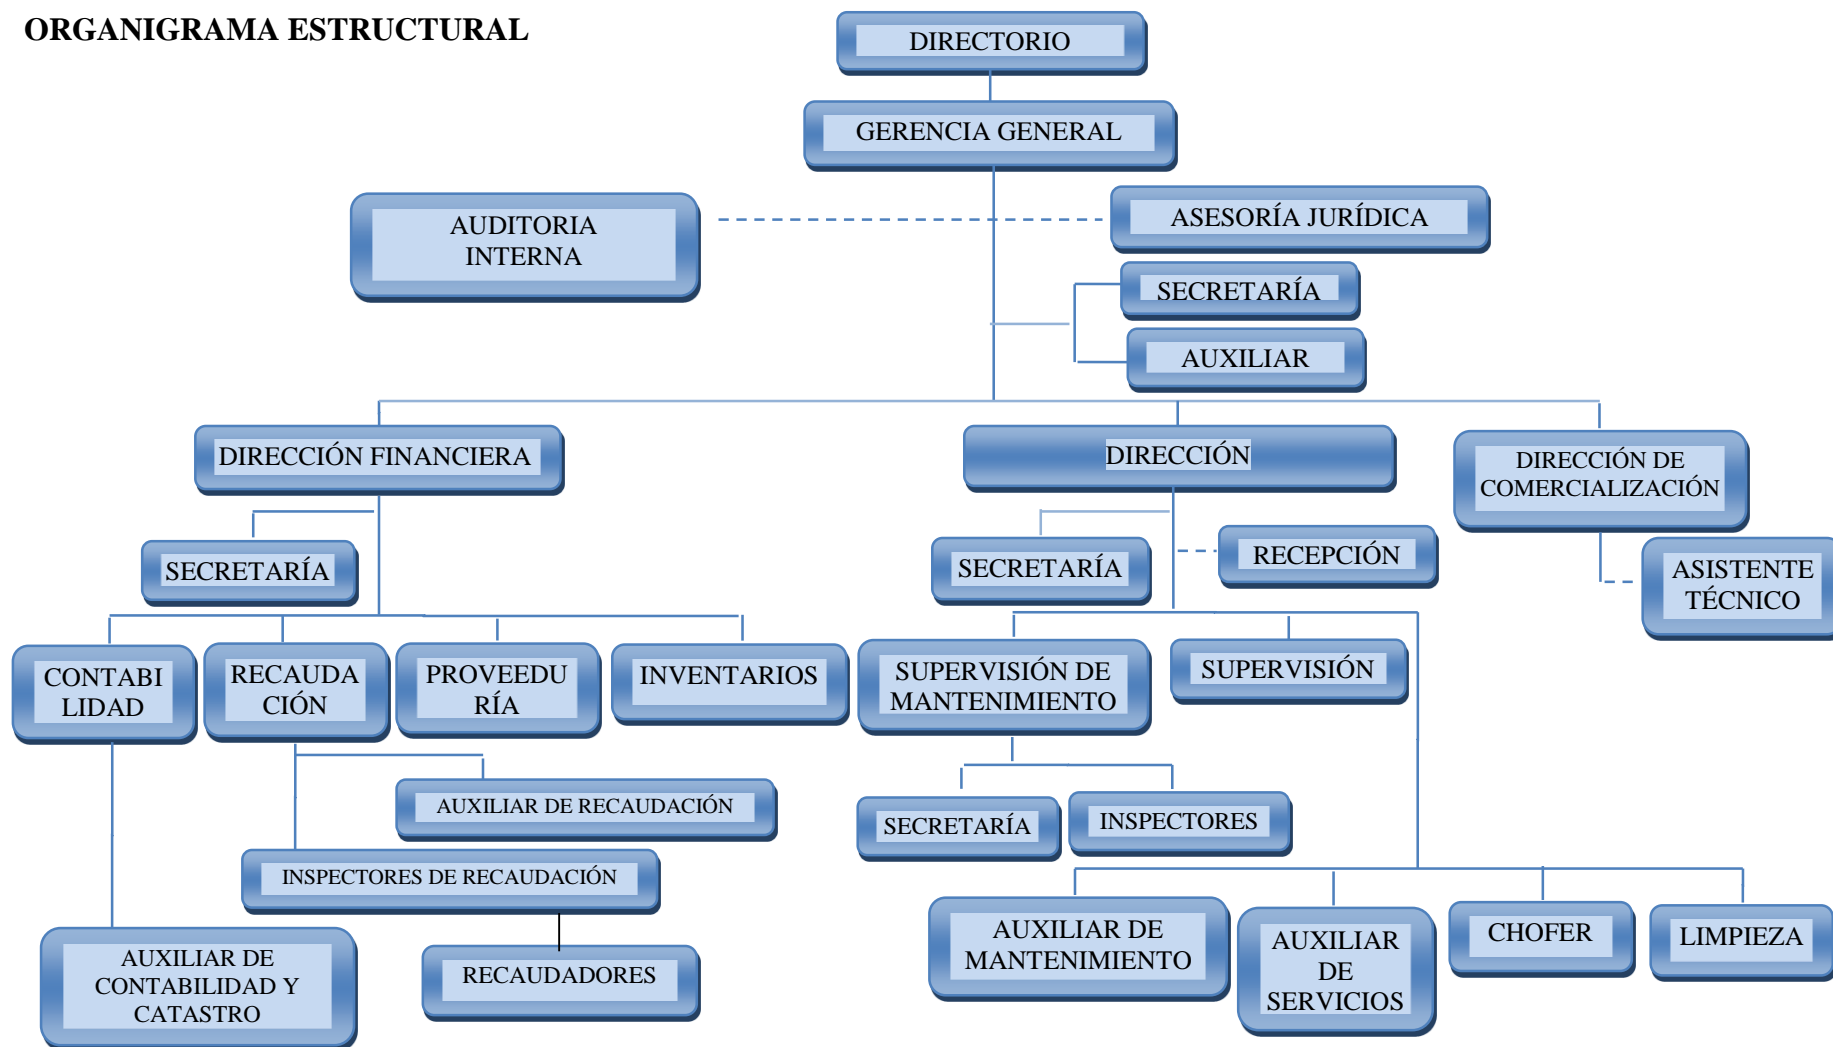 ORGANIGRAMA ESTRUCTURAL
DIRECTORIO
GERENCIA GENERAL
AUDITORIA
INTERNA
ASESORÍA JURÍDICA
SECRETARÍA
AUXILIAR
DIRECCIÓN FINANCIERA
DIRECCIÓN
DIRECCIÓN DE
COMERCIALIZACIÓN
SECRETARÍA
SECRETARÍA
RECEPCIÓN
ASISTENTE
TÉCNICO
CONTABI
LIDAD
RECAUDA
CIÓN
PROVEEDU
RÍA
INVENTARIOS
SUPERVISIÓN DE
MANTENIMIENTO
SUPERVISIÓN
AUXILIAR DE RECAUDACIÓN
SECRETARÍA
INSPECTORES
INSPECTORES DE RECAUDACIÓN
AUXILIAR DE
CONTABILIDAD Y
CATASTRO
RECAUDADORES
AUXILIAR DE
MANTENIMIENTO
AUXILIAR
DE
SERVICIOS
CHOFER
LIMPIEZA